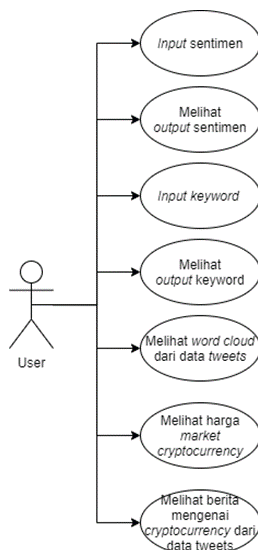 Input sentimen
Melihat
output sentimen
Input keyword
Melihat
output keyword
User
Melihat word cloud
dari data tweets
Melihat harga
market
cryptocurrency
Melihat berita
mengenai
cryptocurrency dari
data tweets